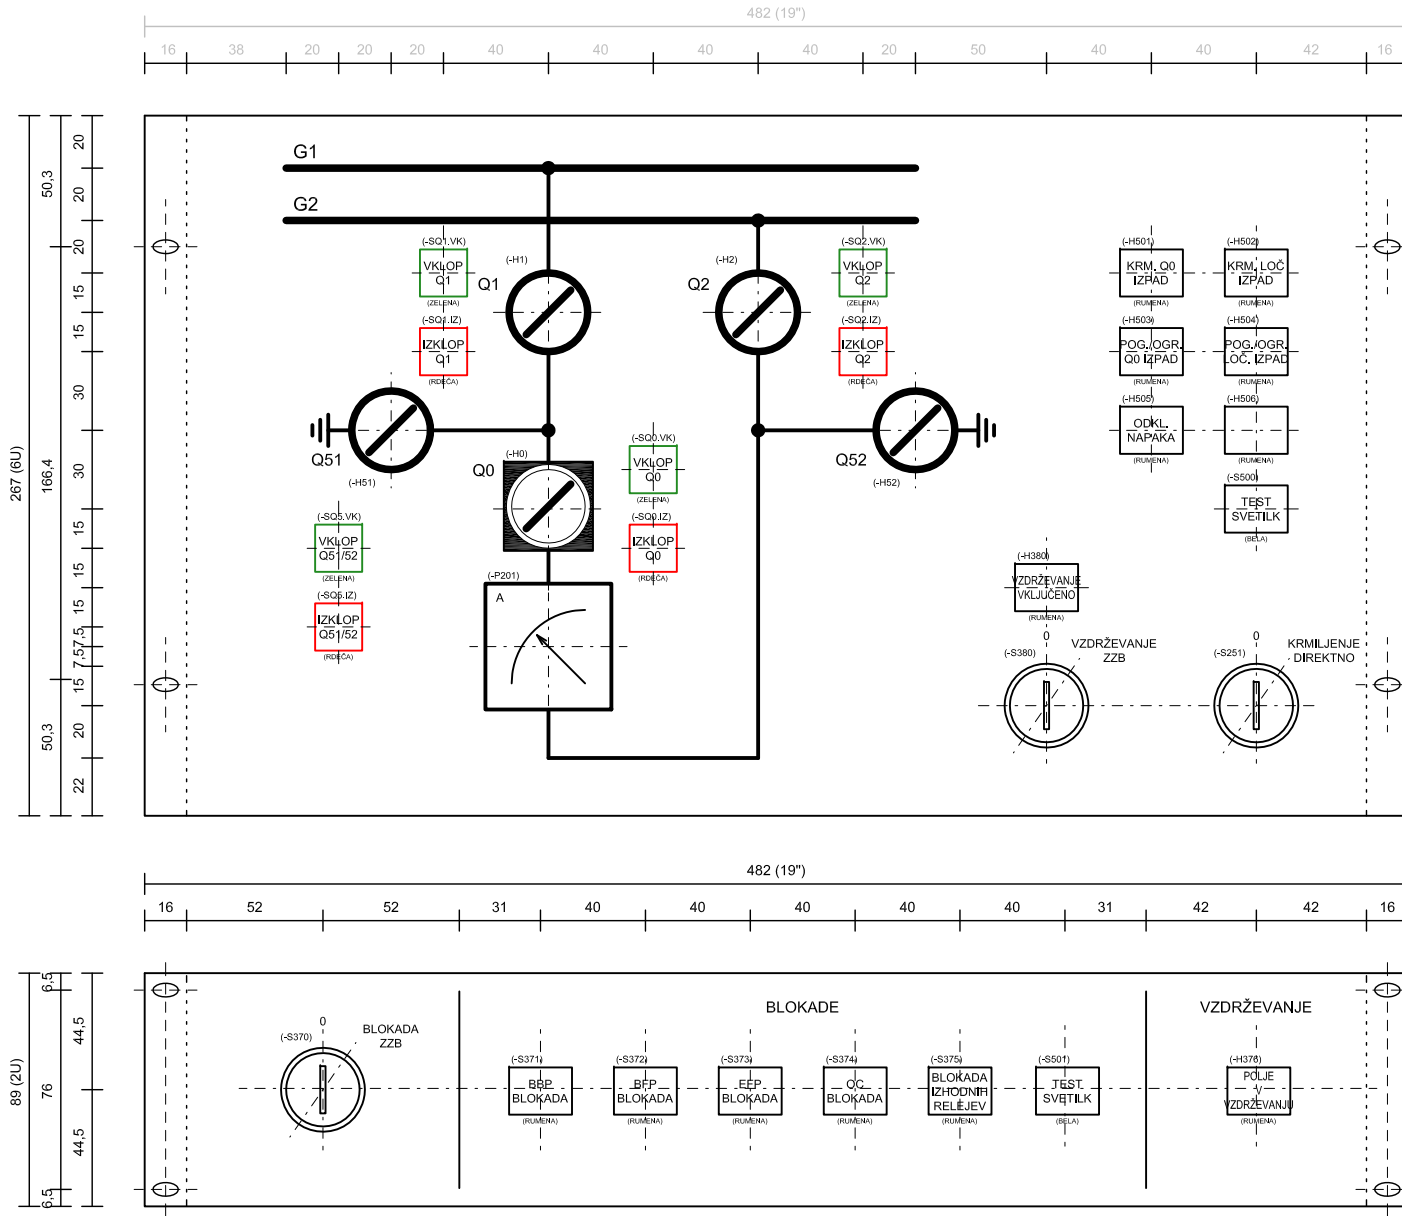 482 (19")
16 38 20 20 20 40 40 40 40 20 50 40 40 42 16
267 (6U)
50,3
166,4
50,3
20
20
20
15
15
30
30
15
15
15
7,5
7,5
15
20
22
G1
G2
(-SQ1.VK)
VKLOP
Q1
(ZELENA)
(-SQ1.IZ)
IZKLOP
Q1
(RDEČA)
(-H1)
Q1
(-H2)
Q2
(-SQ2.VK)
VKLOP
Q2
(ZELENA)
(-SQ2.IZ)
IZKLOP
Q2
(RDEČA)
(-H501)
KRM. Q0
IZPAD
(RUMENA)
(-H502)
KRM. LOČ
IZPAD
(RUMENA)
(-H503)
POG./OGR.
Q0 IZPAD
(RUMENA)
(-H504)
POG./OGR.
LOČ. IZPAD
(RUMENA)
(-H505)
ODKL.
NAPAKA
(RUMENA)
(-H506)
(RUMENA)
(-S500)
TEST
SVETILK
(BELA)
Q51
(-H51)
Q52
(-H52)
(-H0)
Q0
(-SQ0.VK)
VKLOP
Q0
(ZELENA)
(-SQ0.IZ)
IZKLOP
Q0
(RDEČA)
(-SQ5.VK)
VKLOP
Q51/52
(ZELENA)
(-SQ5.IZ)
IZKLOP
Q51/52
(RDEČA)
(-P201)
A
(-H380)
VZDRŽEVANJE
VKLJUČENO
(RUMENA)
0
(-S380)
VZDRŽEVANJE
ZZB
0
(-S251)
KRMILJENJE
DIREKTNO
482 (19")
16 52 52 31 40 40 40 40 40 31 42 42 16
89 (2U)
6,5
76
6,5
44,5
44,5
0
(-S370)
BLOKADA
ZZB
BLOKADE
(-S371)
BBP
BLOKADA
(RUMENA)
(-S372)
BFP
BLOKADA
(RUMENA)
(-S373)
EFP
BLOKADA
(RUMENA)
(-S374)
OC
BLOKADA
(RUMENA)
(-S375)
BLOKADA
IZHODNIH
RELEJEV
(RUMENA)
(-S501)
TEST
SVETILK
(BELA)
VZDRŽEVANJE
(-H376)
POLJE
V
VZDRŽEVANJU
(RUMENA)